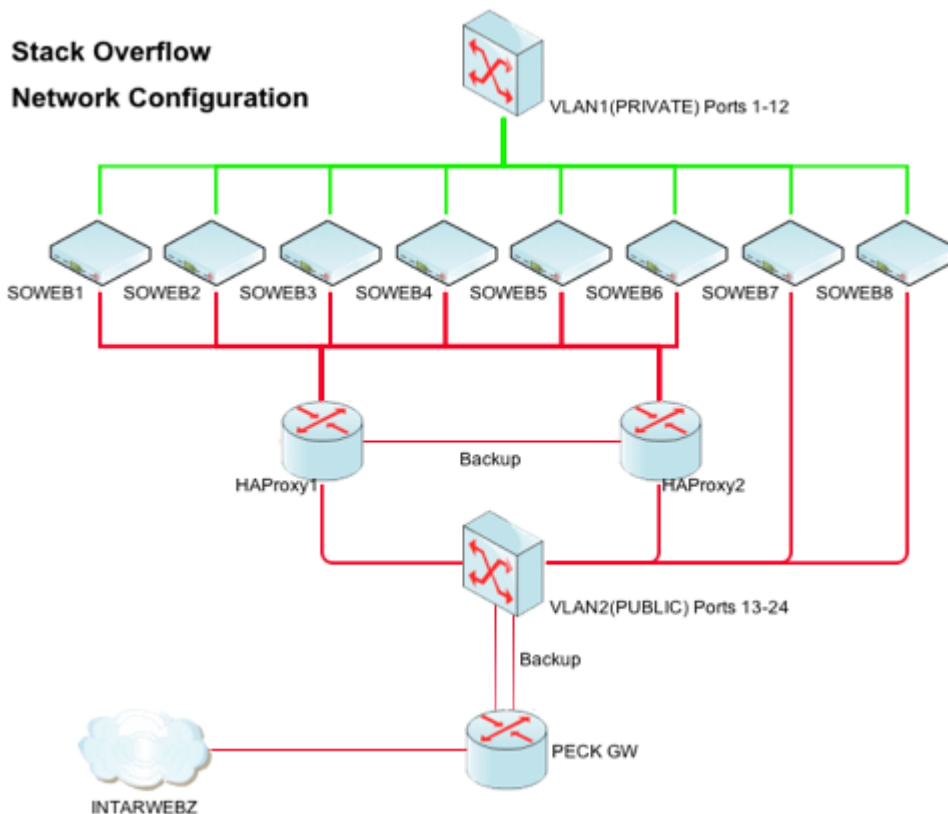 Stack Overflow
Network Configuration
VLAN1(PRIVATE) Ports 1-12
SOWEB1
SOWEB2
SOWEB3
SOWEB4
SOWEB5
SOWEB6
SOWEB7
SOWEB8
Backup
HAProxy1
HAProxy2
VLAN2(PUBLIC) Ports 13-24
Backup
PECK GW
INTARWEBZ